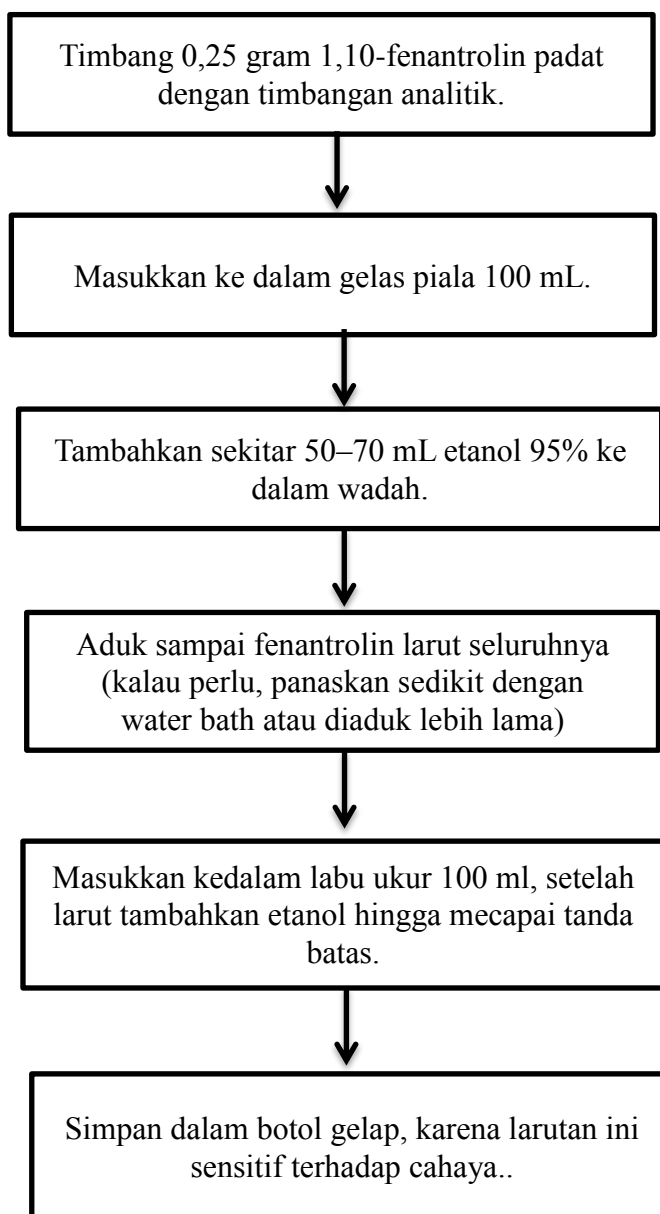 Timbang 0,25 gram 1,10-fenantrolin padat
dengan timbangan analitik.
Masukkan ke dalam gelas piala 100 mL.
Tambahkan sekitar 50–70 mL etanol 95% ke
dalam wadah.
Aduk sampai fenantrolin larut seluruhnya
(kalau perlu, panaskan sedikit dengan
water bath atau diaduk lebih lama)
Masukkan kedalam labu ukur 100 ml, setelah
larut tambahkan etanol hingga mecapai tanda
batas.
Simpan dalam botol gelap, karena larutan ini
sensitif terhadap cahaya..